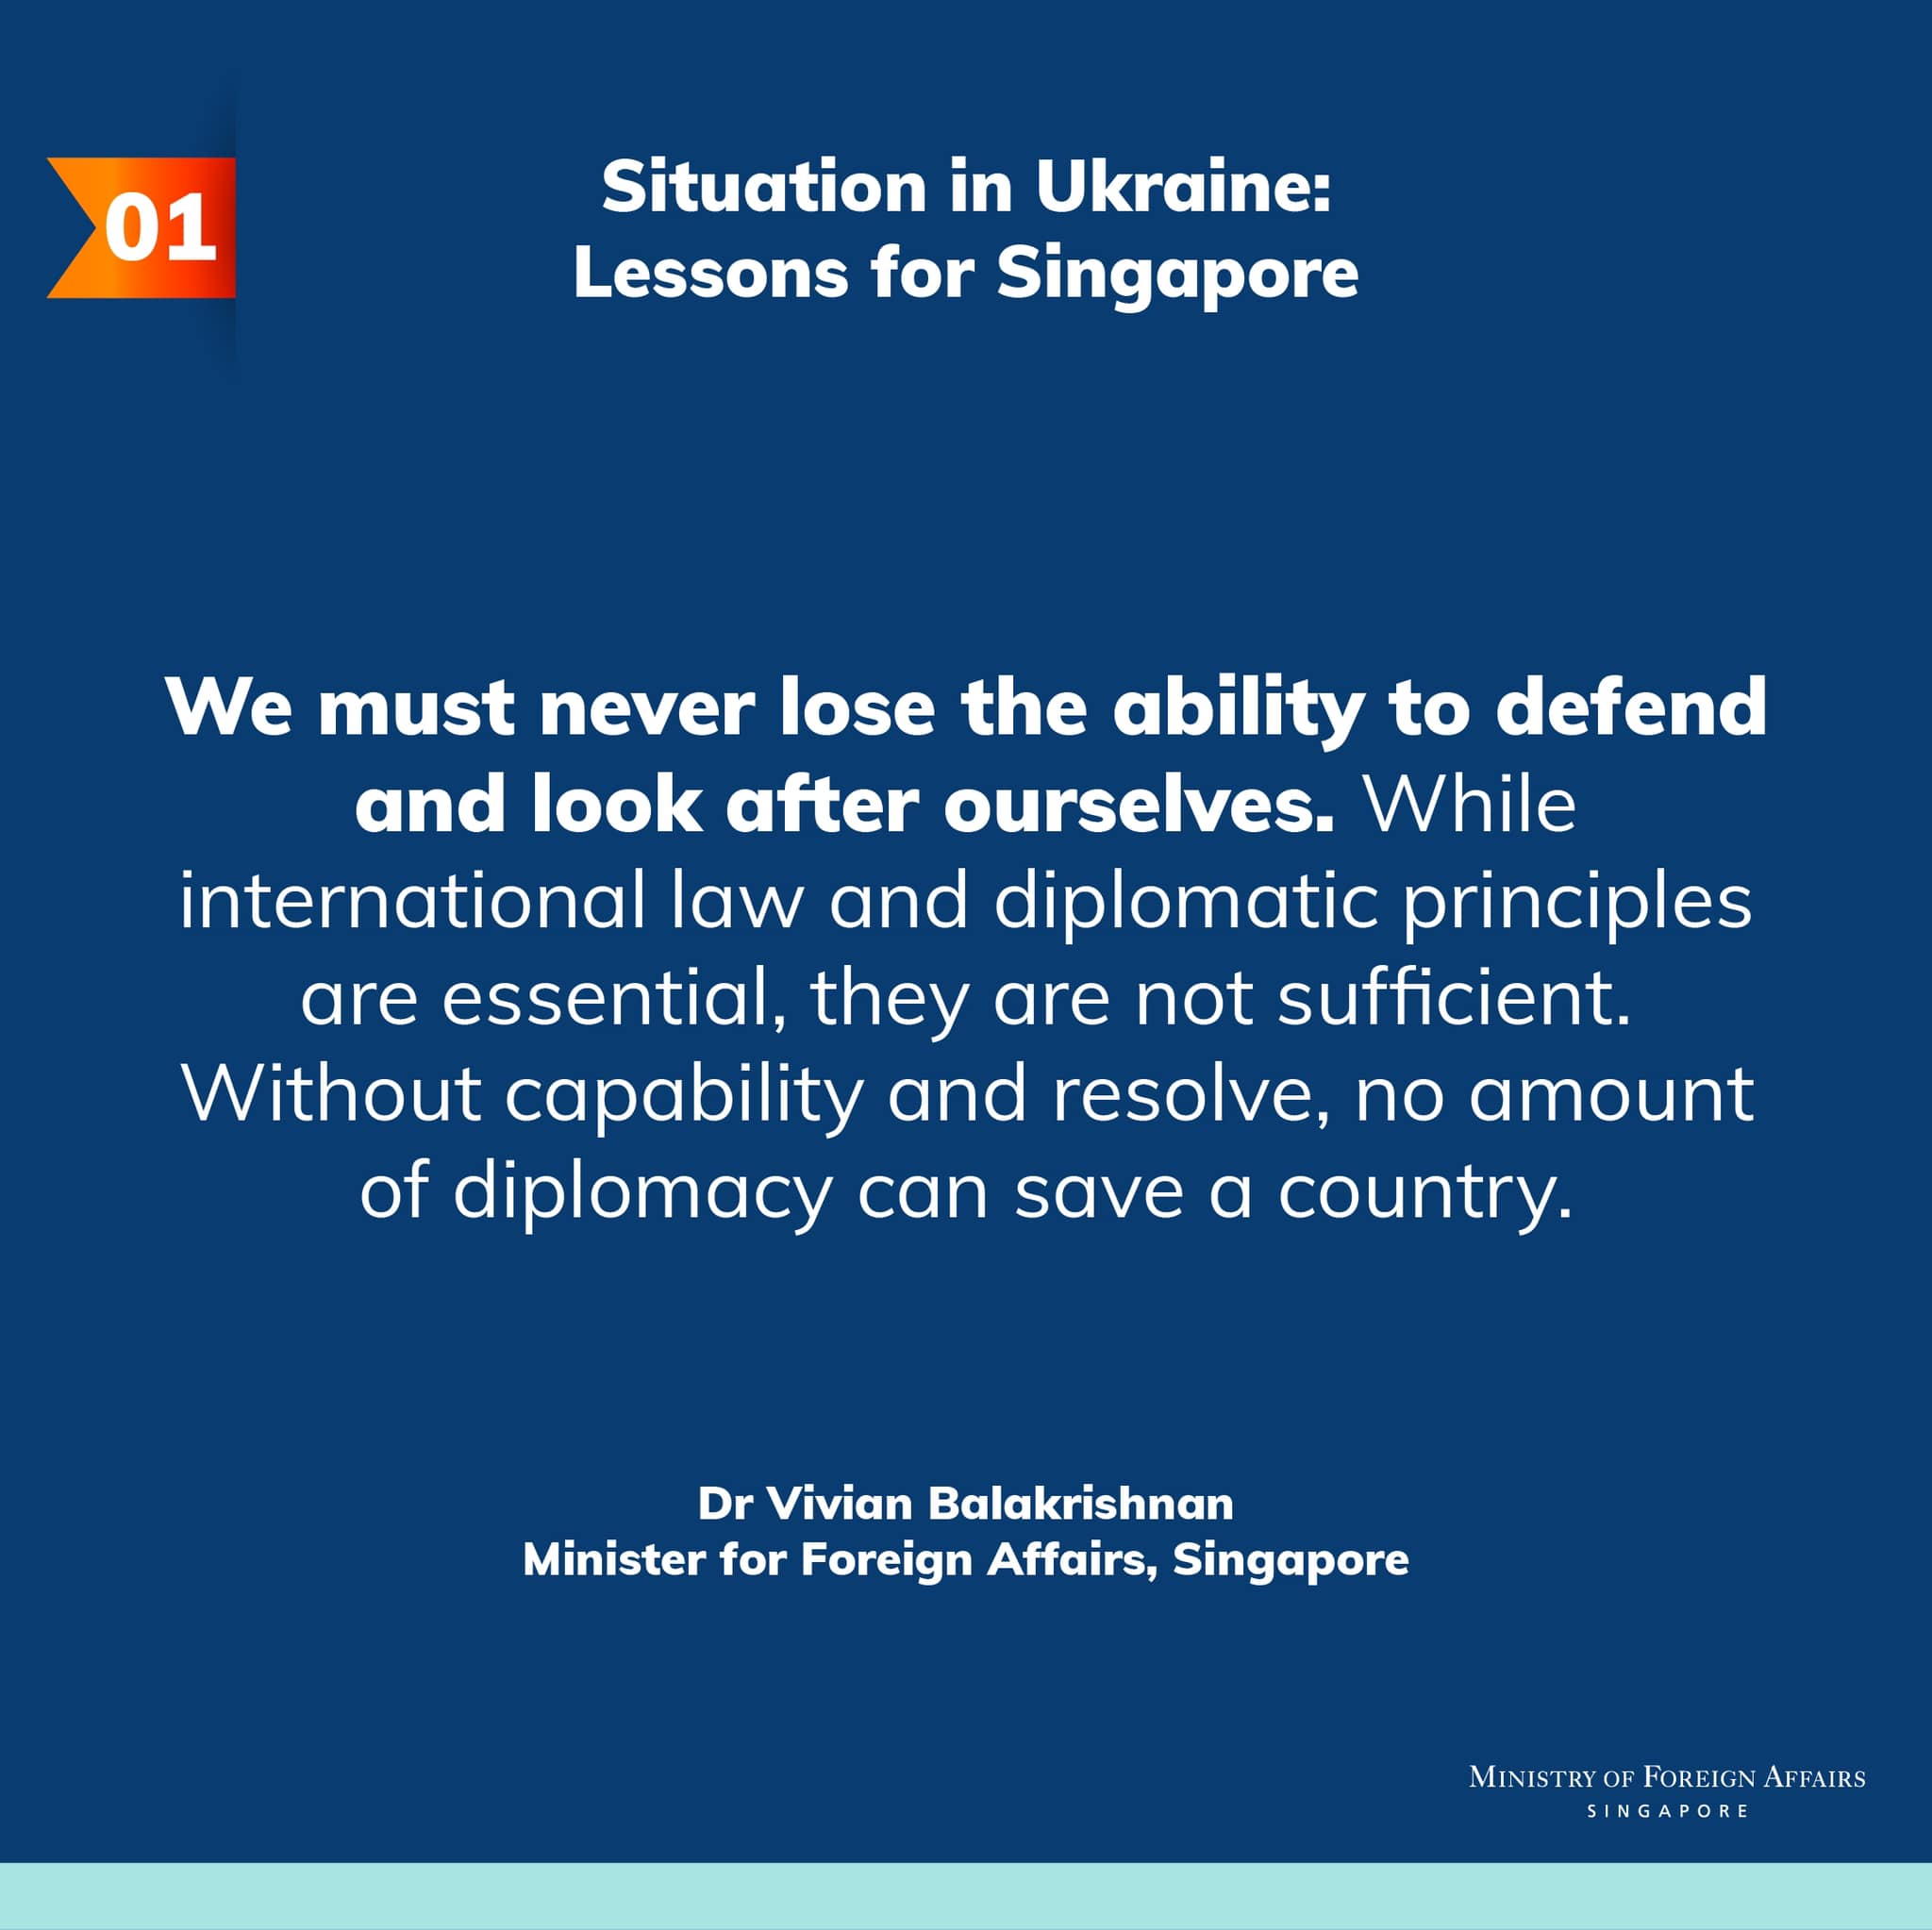 01
Situation in Ukraine:
Lessons for Singapore
We must never lose the ability to defend
and look after ourselves. While
international law and diplomatic principles
are essential, they are not sufficient.
Without capability and resolve, no amount
of diplomacy can save a country.
Dr Vivian Balakrishnan
Minister for Foreign Affairs, Singapore
MINISTRY OF FOREIGN AFFAIRS
SINGAPORE